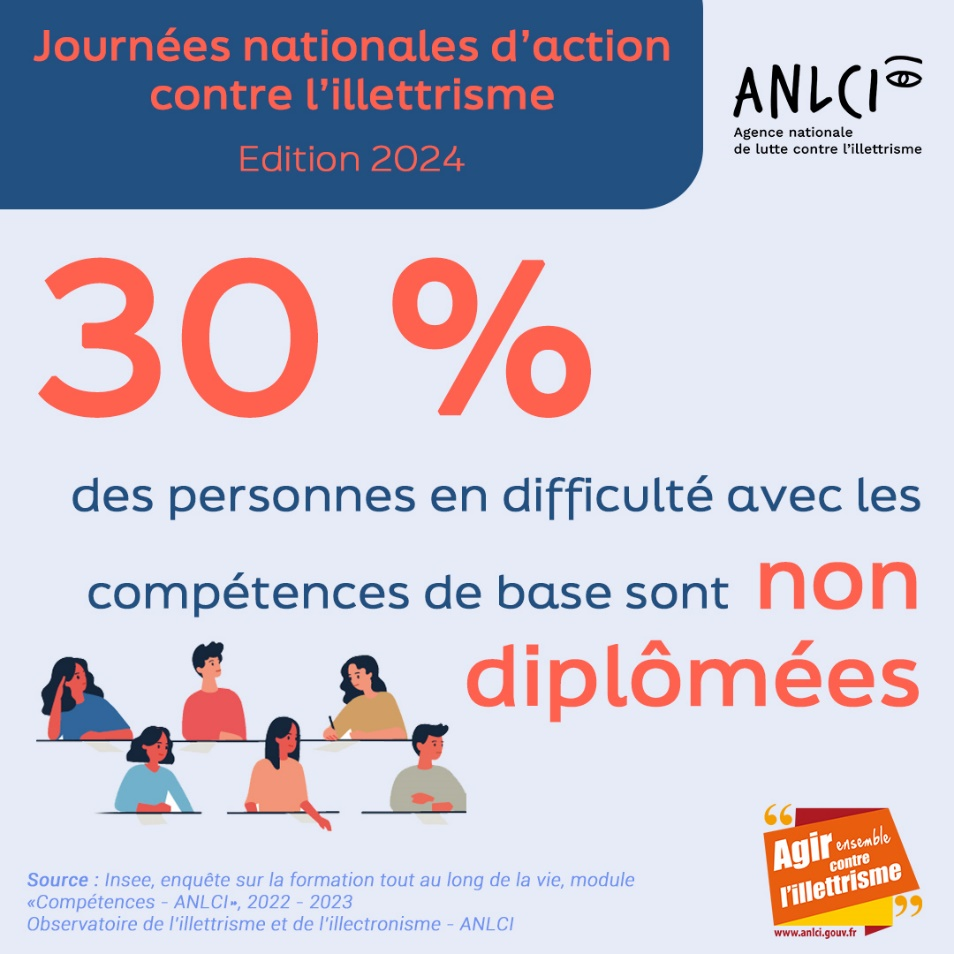 Journées nationales d'action
contre l'illettrisme
Edition 2024
ANLCI
Agence nationale
de lutte contre l'illettrisme
30 %
des personnes en difficulté avec les
compétences de base sont non
diplômées
Source : Insee, enquête sur la formation tout au long de la vie, module
«Compétences - ANLCI», 2022 - 2023
Observatoire de l'illettrisme et de l'illectronisme - ANLCI
“Agir ensemble
contre
l'illettrisme”
www.anlci.gouv.fr